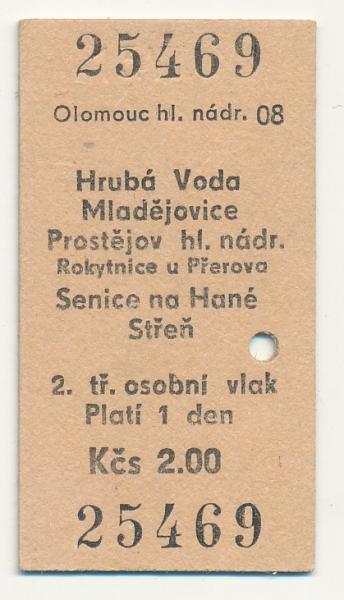 25469
Olomouc hl. nádr. 08
Hrubá Voda
Mladějovice
Prostějov hl. nádr.
Rokytnice u Přerova
Senice na Hané
Střeň
2. tř. osobní vlak
Platí 1 den
Kčs 2.00
25469